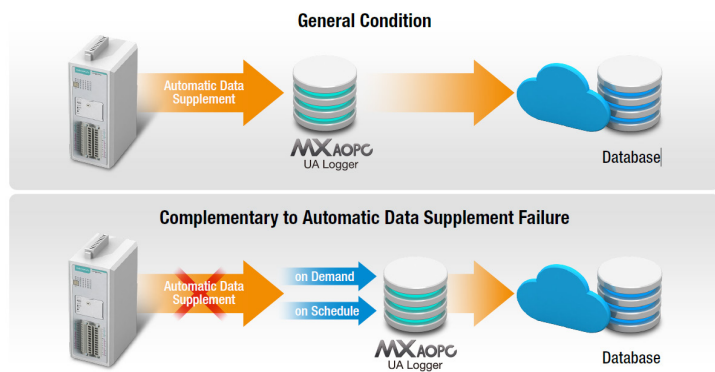 General Condition
Automatic Data
Supplement
MXAOPC
UA Logger
Database
Complementary to Automatic Data Supplement Failure
Automatic Data
Supplement
on Demand
on Schedule
MXAOPC
UA Logger
Database